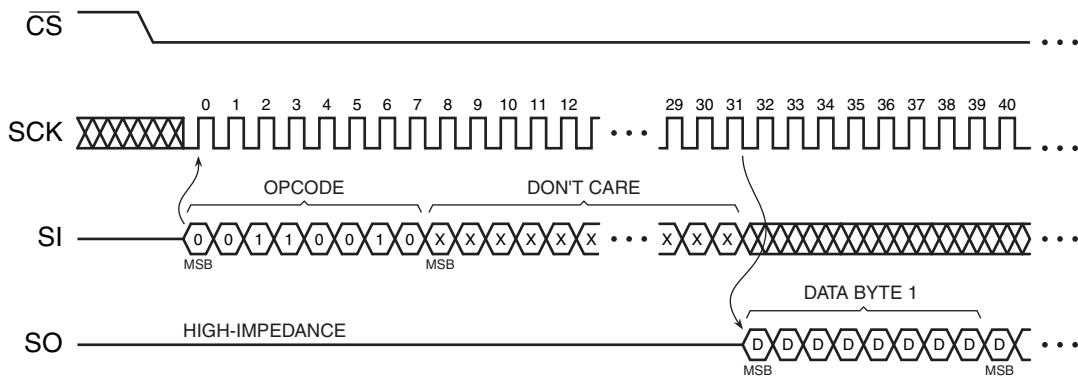 CS
0 1 2 3 4 5 6 7 8 9 10 11 12 29 30 31 32 33 34 35 36 37 38 39 40
SCK
OPCODE DON'T CARE
SI 0 0 1 1 0 0 1 0 X X X X X X X X X
MSB MSB
DATA BYTE 1
HIGH-IMPEDANCE
SO D D D D D D D D D
MSB MSB